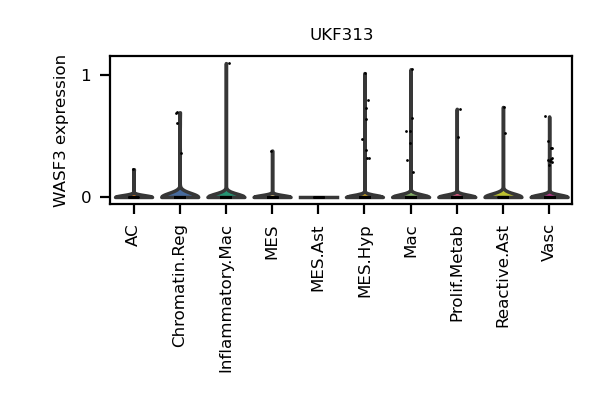 UKF313
WASF3 expression
1
0
AC
Chromatin.Reg
Inflammatory.Mac
MES
MES.Ast
MES.Hyp
Mac
Prolif.Metab
Reactive.Ast
Vasc